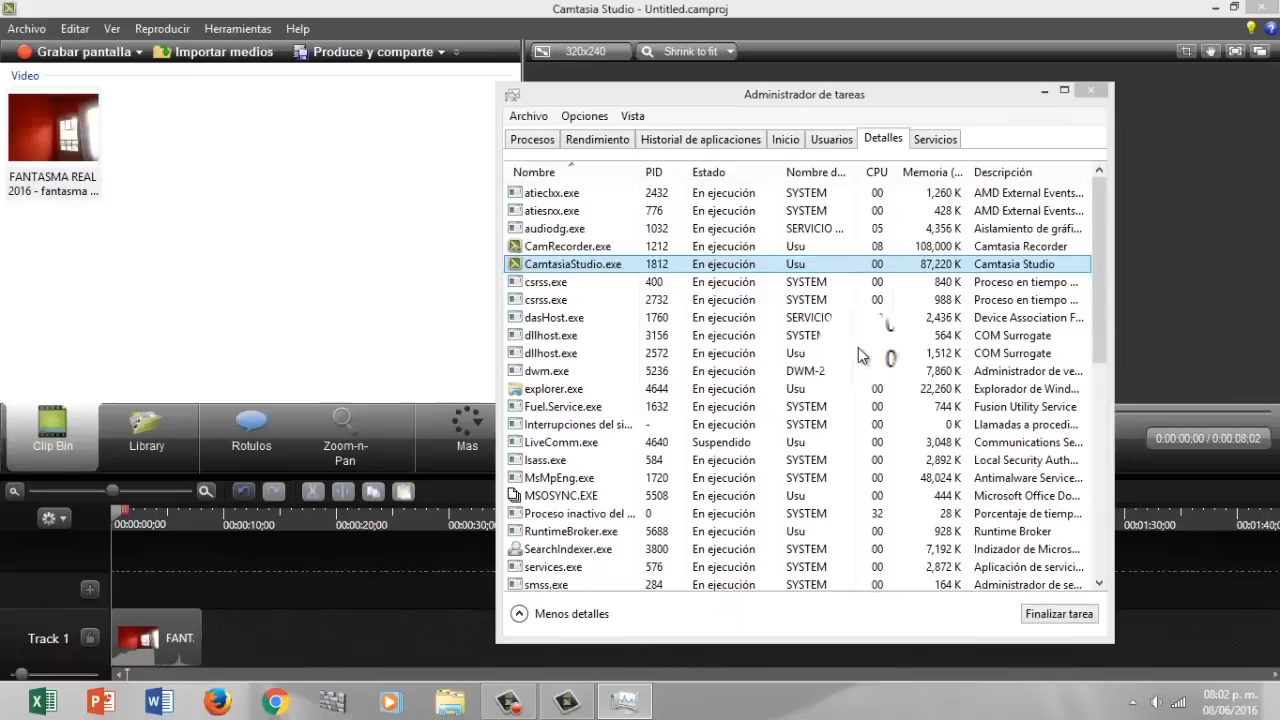 Camtasia Studio - Untitled.camproj
Archivo Editar Ver Reproducir Herramientas Help
Grabar pantalla Importar medios Produce y comparte
320x240 Shrink to fit
Video
FANTASMA REAL
2016 - fantasma ...
Administrador de tareas
Archivo Opciones Vista
Procesos Rendimiento Historial de aplicaciones Inicio Usuarios Detalles Servicios
Nombre PID Estado Nombre d... CPU Memoria (... Descripción
atieclxx.exe 2432 En ejecución SYSTEM 00 1,260 K AMD External Events...
atiesrxx.exe 776 En ejecución SYSTEM 00 428 K AMD External Events...
audiodg.exe 1032 En ejecución SERVICIO ... 05 4,356 K Aislamiento de gráfi...
CamRecorder.exe 1212 En ejecución Usu 08 108,000 K Camtasia Recorder
CamtasiaStudio.exe 1812 En ejecución Usu 00 87,220 K Camtasia Studio
csrss.exe 400 En ejecución SYSTEM 00 840 K Proceso en tiempo ...
csrss.exe 2732 En ejecución SYSTEM 00 988 K Proceso en tiempo ...
dasHost.exe 1760 En ejecución SERVICIO 2,436 K Device Association F...
dllhost.exe 3156 En ejecución SYSTEM 564 K COM Surrogate
dllhost.exe 2572 En ejecución Usu 0 1,512 K COM Surrogate
dwm.exe 5236 En ejecución DWM-2 7,860 K Administrador de ve...
explorer.exe 4644 En ejecución Usu 00 22,260 K Explorador de Wind...
Fuel.Service.exe 1632 En ejecución SYSTEM 00 744 K Fusion Utility Service
Interrupciones del si... - En ejecución SYSTEM 00 0 K Llamadas a procedi...
LiveComm.exe 4640 Suspendido Usu 00 3,048 K Communications Se...
lsass.exe 584 En ejecución SYSTEM 00 2,892 K Local Security Auth...
MsMpEng.exe 1720 En ejecución SYSTEM 00 48,024 K Antimalware Service...
MSOSYNC.EXE 5508 En ejecución Usu 00 444 K Microsoft Office Do...
Proceso inactivo del ... 0 En ejecución SYSTEM 32 28 K Porcentaje de tiemp...
RuntimeBroker.exe 5688 En ejecución Usu 00 928 K Runtime Broker
SearchIndexer.exe 3800 En ejecución SYSTEM 00 7,192 K Indizador de Micros...
services.exe 576 En ejecución SYSTEM 00 2,872 K Aplicación de servici...
smss.exe 284 En ejecución SYSTEM 00 164 K Administrador de se...
Menos detalles Finalizar tarea
Clip Bin Library Rotulos Zoom-n-
Pan Mas
0:00:00;00 / 0:00:08;02
00:00:00;00 00:00:10;00 00:00:20;00 00:00:30;0 00:01:30;00 00:01:40;0
Track 1 FANT.
08:02 p. m.
08/06/2016